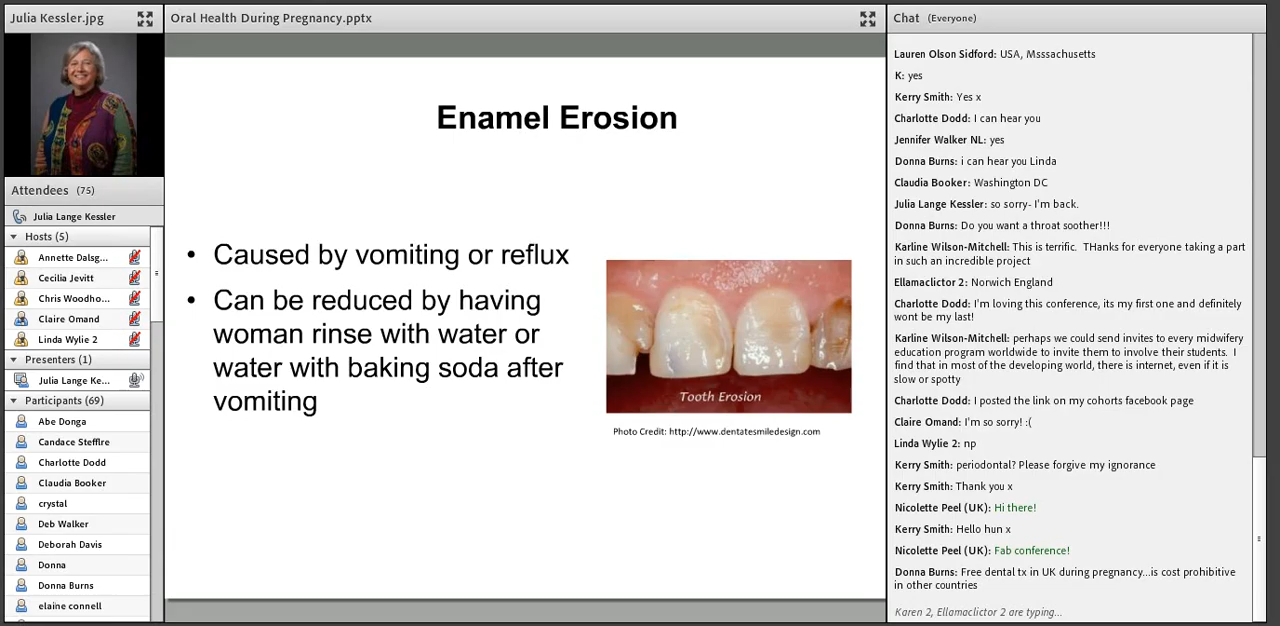 Julia Kessler.jpg
Attendees (75)
Julia Lange Kessler
Hosts (5)
Annette Dalsg...
Cecilia Jevitt
Chris Woodho...
Claire Omand
Linda Wylie 2
Presenters (1)
Julia Lange Ke...
Participants (69)
Abe Donga
Candace Stefflre
Charlotte Dodd
Claudia Booker
crystal
Deb Walker
Deborah Davis
Donna
Donna Burns
elaine connell
Oral Health During Pregnancy.pptx
Enamel Erosion
• Caused by vomiting or reflux
• Can be reduced by having
woman rinse with water or
water with baking soda after
vomiting
Tooth Erosion
Photo Credit: http://www.dentatesmiledesign.com
Chat (Everyone)
Lauren Olson Sidford: USA, Msssachusetts
K: yes
Kerry Smith: Yes x
Charlotte Dodd: I can hear you
Jennifer Walker NL: yes
Donna Burns: i can hear you Linda
Claudia Booker: Washington DC
Julia Lange Kessler: so sorry- I'm back.
Donna Burns: Do you want a throat soother!!!
Karline Wilson-Mitchell: This is terrific. THanks for everyone taking a part
in such an incredible project
Ellamaclictor 2: Norwich England
Charlotte Dodd: I'm loving this conference, its my first one and definitely
wont be my last!
Karline Wilson-Mitchell: perhaps we could send invites to every midwifery
education program worldwide to invite them to involve their students. I
find that in most of the developing world, there is internet, even if it is
slow or spotty
Charlotte Dodd: I posted the link on my cohorts facebook page
Claire Omand: I'm so sorry! :(
Linda Wylie 2: np
Kerry Smith: periodontal? Please forgive my ignorance
Kerry Smith: Thank you x
Nicolette Peel (UK): Hi there!
Kerry Smith: Hello hun x
Nicolette Peel (UK): Fab conference!
Donna Burns: Free dental tx in UK during pregnancy...is cost prohibitive
in other countries
Karen 2, Ellamaclictor 2 are typing...